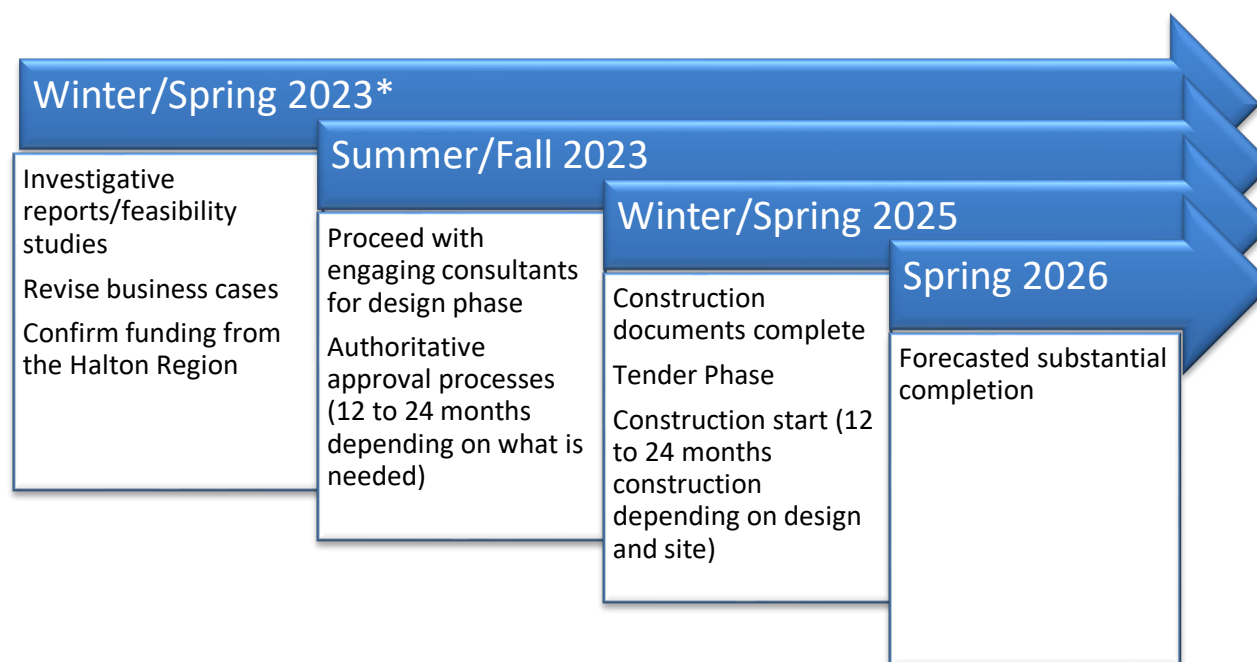 Winter/Spring 2023*
Investigative
reports/feasibility
studies
Revise business cases
Confirm funding from
the Halton Region
Summer/Fall 2023
Proceed with
engaging consultants
for design phase
Authoritative
approval processes
(12 to 24 months
depending on what is
needed)
Winter/Spring 2025
Construction
documents complete
Tender Phase
Construction start (12
to 24 months
construction
depending on design
and site)
Spring 2026
Forecasted substantial
completion